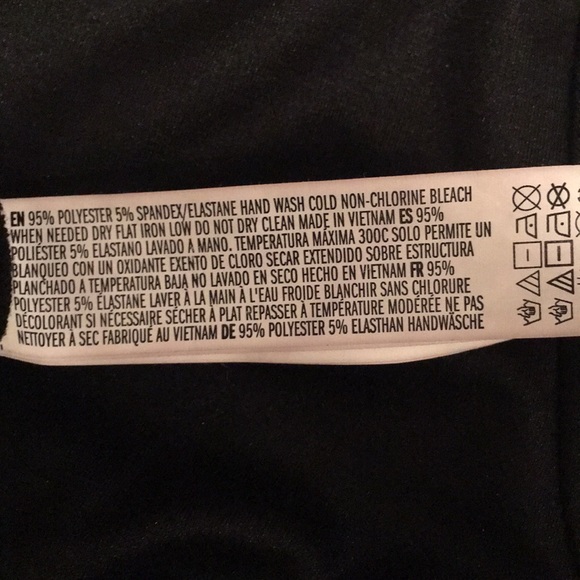 EN 95% POLYESTER 5% SPANDEX/ELASTANE HAND WASH COLD NON-CHLORINE BLEACH
WHEN NEEDED DRY FLAT IRON LOW DO NOT DRY CLEAN MADE IN VIETNAM ES 95%
POLIÉSTER 5% ELASTANO LAVADO A MANO. TEMPERATURA MÁXIMA 300C SOLO PERMITE UN
BLANQUEO CON UN OXIDANTE EXENTO DE CLORO SECAR EXTENDIDO SOBRE ESTRUCTURA
PLANCHADO A TEMPERATURA BAJA NO LAVADO EN SECO HECHO EN VIETNAM FR 95%
POLYESTER 5% ÉLASTANE LAVER À LA MAIN À L'EAU FROIDE BLANCHIR SANS CHLORURE
DÉCOLORANT SI NÉCESSAIRE SÉCHER À PLAT REPASSER À TEMPÉRATURE MODÉRÉE NE PAS
NETTOYER À SEC FABRIQUÉ AU VIETNAM DE 95% POLYESTER 5% ELASTHAN HANDWÄSCHE